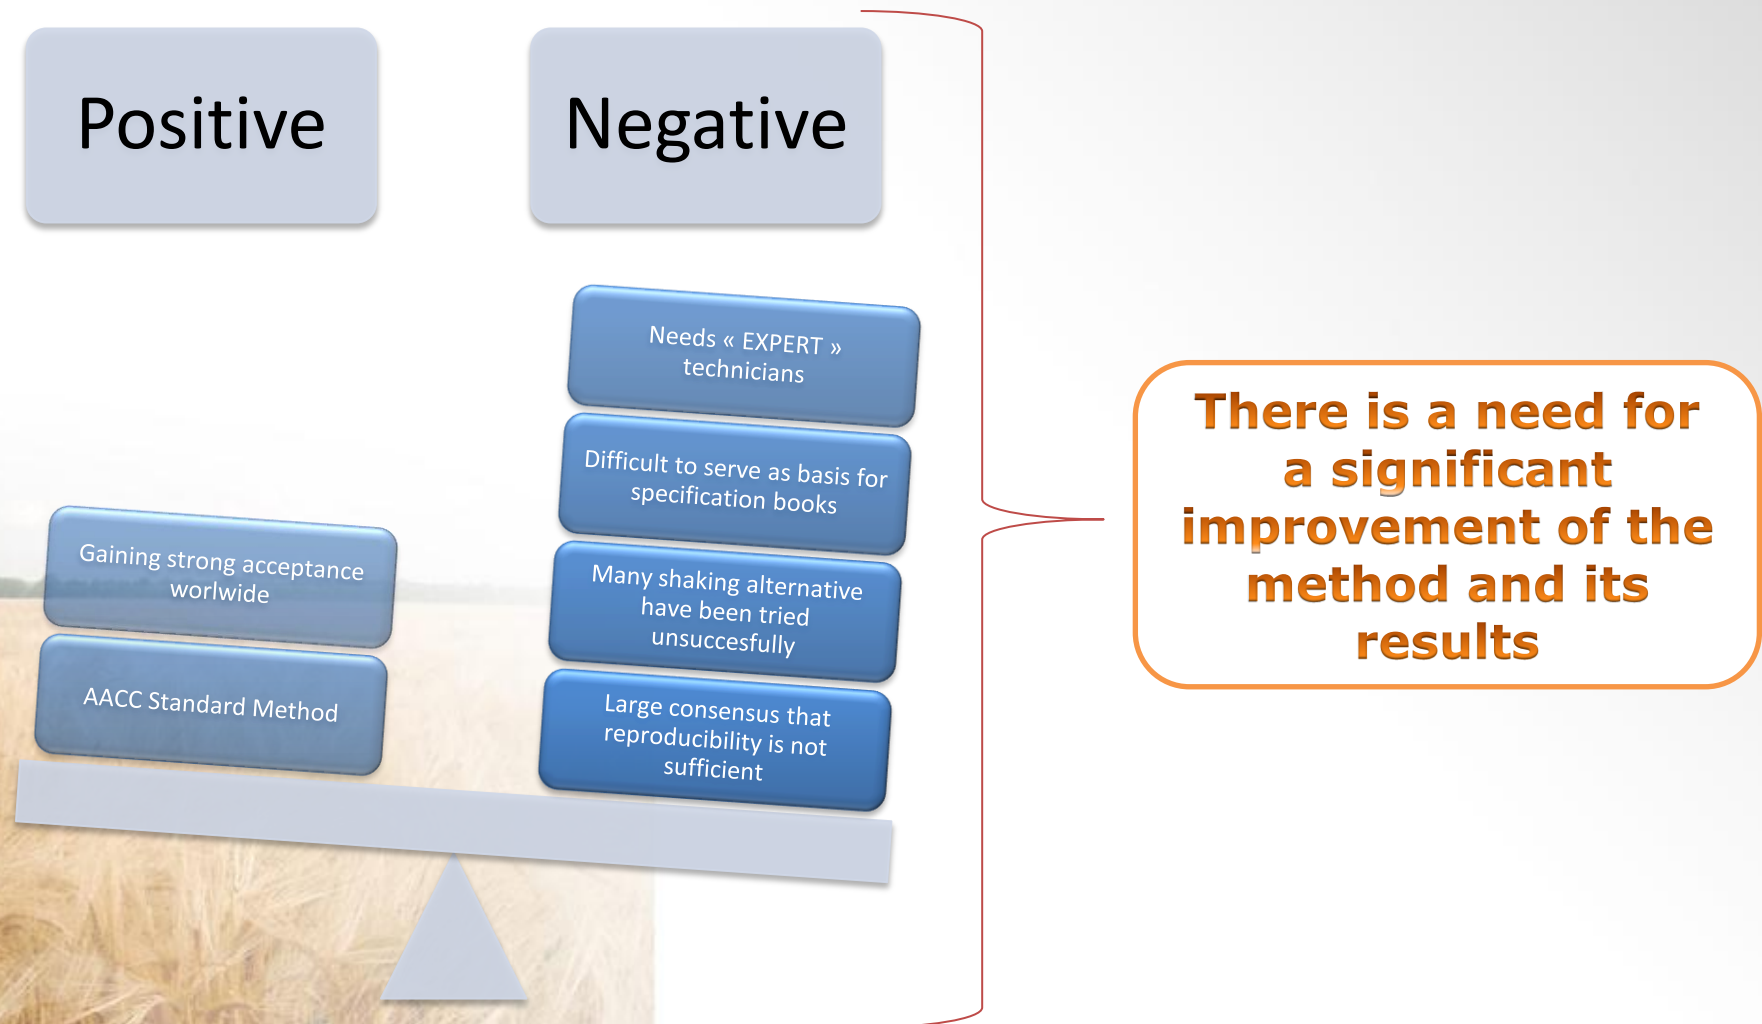 Positive
Negative
Needs « EXPERT »
technicians
Difficult to serve as basis for
specification books
Many shaking alternative
have been tried
unsuccesfully
Large consensus that
reproducibility is not
sufficient
Gaining strong acceptance
worlwide
AACC Standard Method
There is a need for
a significant
improvement of the
method and its
results